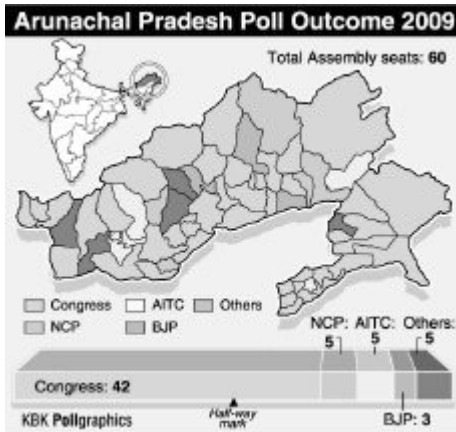 Arunachal Pradesh Poll Outcome 2009
Total Assembly seats: 60
Congress AITC Others
NCP BJP
NCP: AITC: Others:
5 5 5
Congress: 42
Half-way
mark
KBK Pollgraphics
BJP: 3